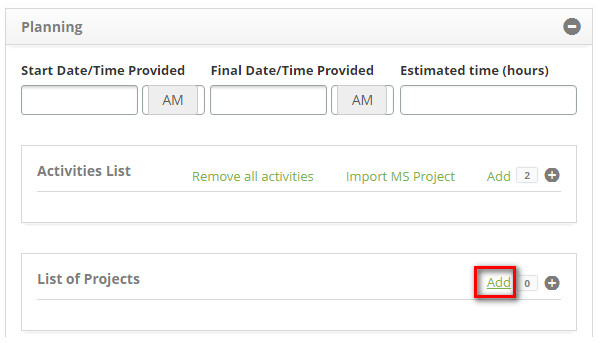 Planning
Start Date/Time Provided Final Date/Time Provided Estimated time (hours)
AM AM
Activities List Remove all activities Import MS Project Add 2
List of Projects Add 0